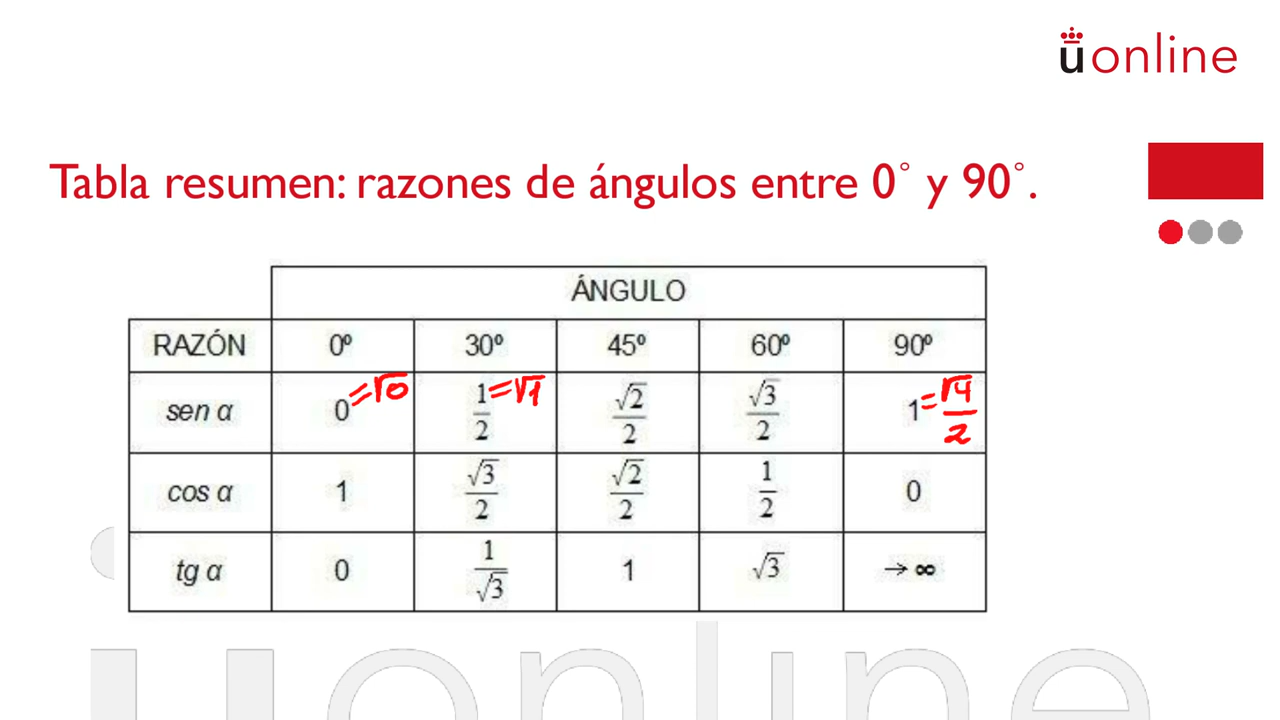 üonline
Tabla resumen: razones de ángulos entre 0° y 90°.
ÁNGULO
RAZÓN 0º 30º 45º 60º 90º
sen α 0 =√0 1/2 =√1 √2/2 √3/2 1 = √4/2
cos α 1 √3/2 √2/2 1/2 0
tg α 0 1/√3 1 √3 → ∞
üonline